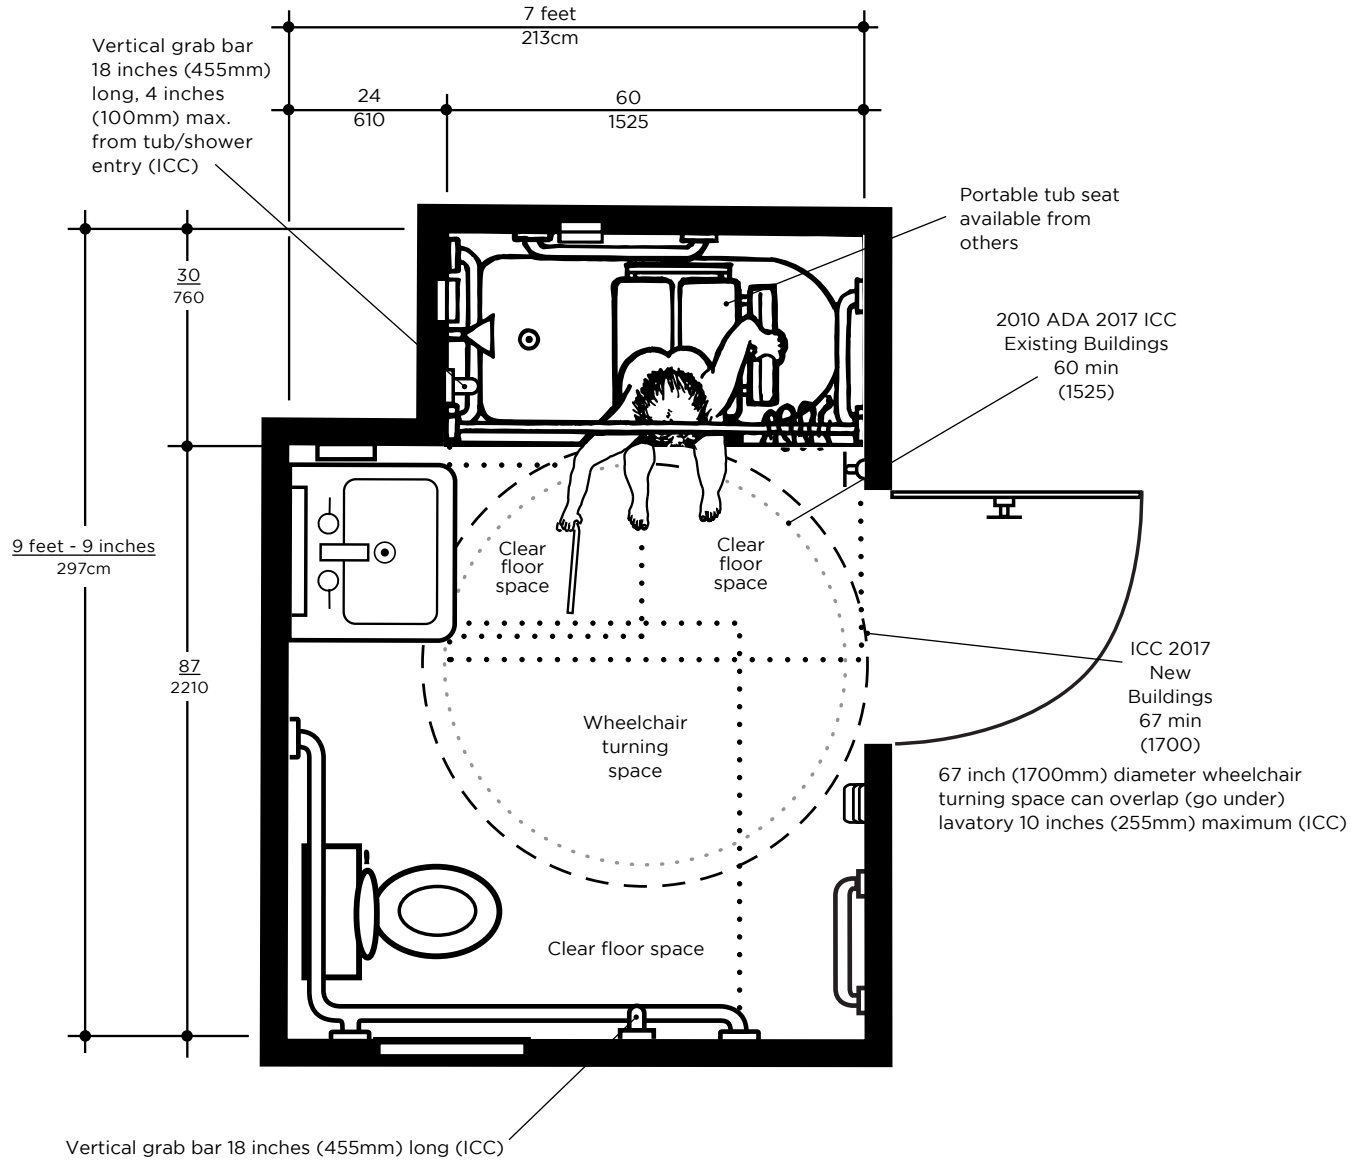 7 feet
213cm
Vertical grab bar
18 inches (455mm)
long, 4 inches
(100mm) max.
from tub/shower
entry (ICC)
24
610
60
1525
Portable tub seat
available from
others
30
760
2010 ADA 2017 ICC
Existing Buildings
60 min
(1525)
9 feet - 9 inches
297cm
Clear
floor
space
Clear
floor
space
87
2210
ICC 2017
New
Buildings
67 min
(1700)
Wheelchair
turning
space
67 inch (1700mm) diameter wheelchair
turning space can overlap (go under)
lavatory 10 inches (255mm) maximum (ICC)
Clear floor space
Vertical grab bar 18 inches (455mm) long (ICC)